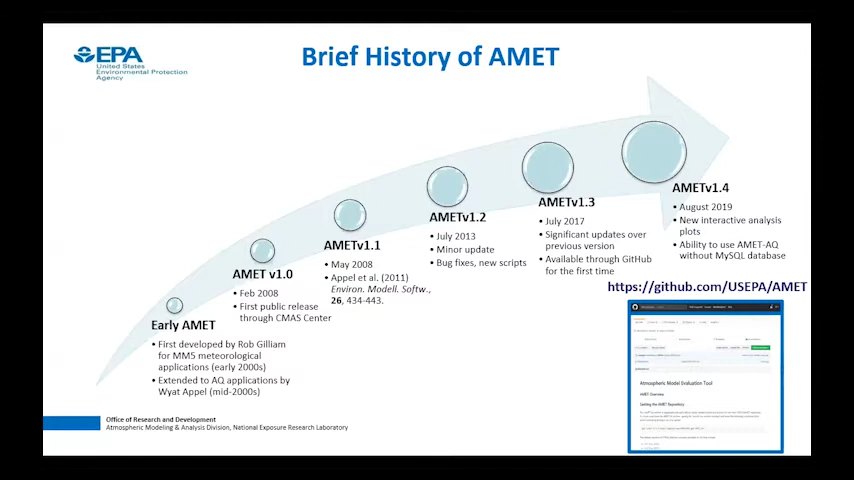 EPA
United States
Environmental Protection
Agency
Brief History of AMET
Early AMET
• First developed by Rob Gilliam
for MM5 meteorological
applications (early 2000s)
• Extended to AQ applications by
Wyat Appel (mid-2000s)
AMET v1.0
• Feb 2008
• First public release
through CMAS Center
AMETv1.1
• May 2008
• Appel et al. (2011)
Environ. Modell. Softw.,
26, 434-443.
AMETv1.2
• July 2013
• Minor update
• Bug fixes, new scripts
AMETv1.3
• July 2017
• Significant updates over
previous version
• Available through GitHub
for the first time
AMETv1.4
• August 2019
• New interactive analysis
plots
• Ability to use AMET-AQ
without MySQL database
https://github.com/USEPA/AMET
Atmospheric Model Evaluation Tool
AMET Overview
Getting the AMET Repository
Office of Research and Development
Atmospheric Modeling & Analysis Division, National Exposure Research Laboratory